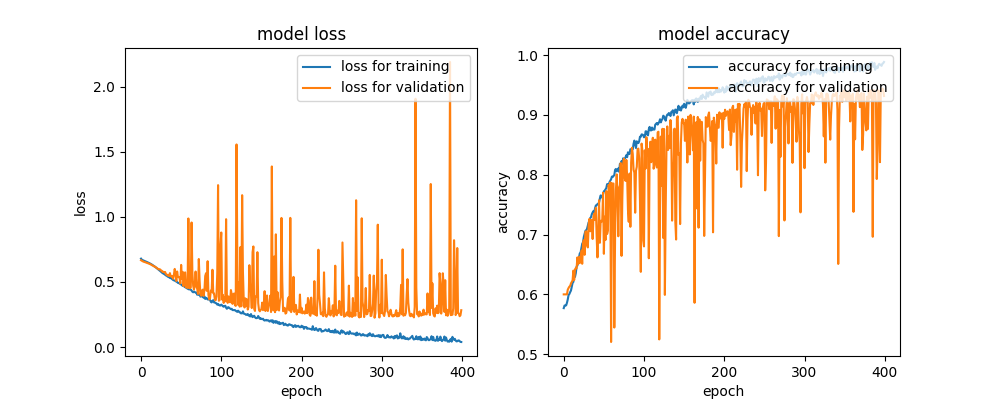 model loss
loss for training
loss for validation
2.0
1.5
1.0
0.5
0.0
loss
0
100
200
300
400
epoch
model accuracy
accuracy for training
accuracy for validation
1.0
0.9
0.8
0.7
0.6
0.5
accuracy
0
100
200
300
400
epoch